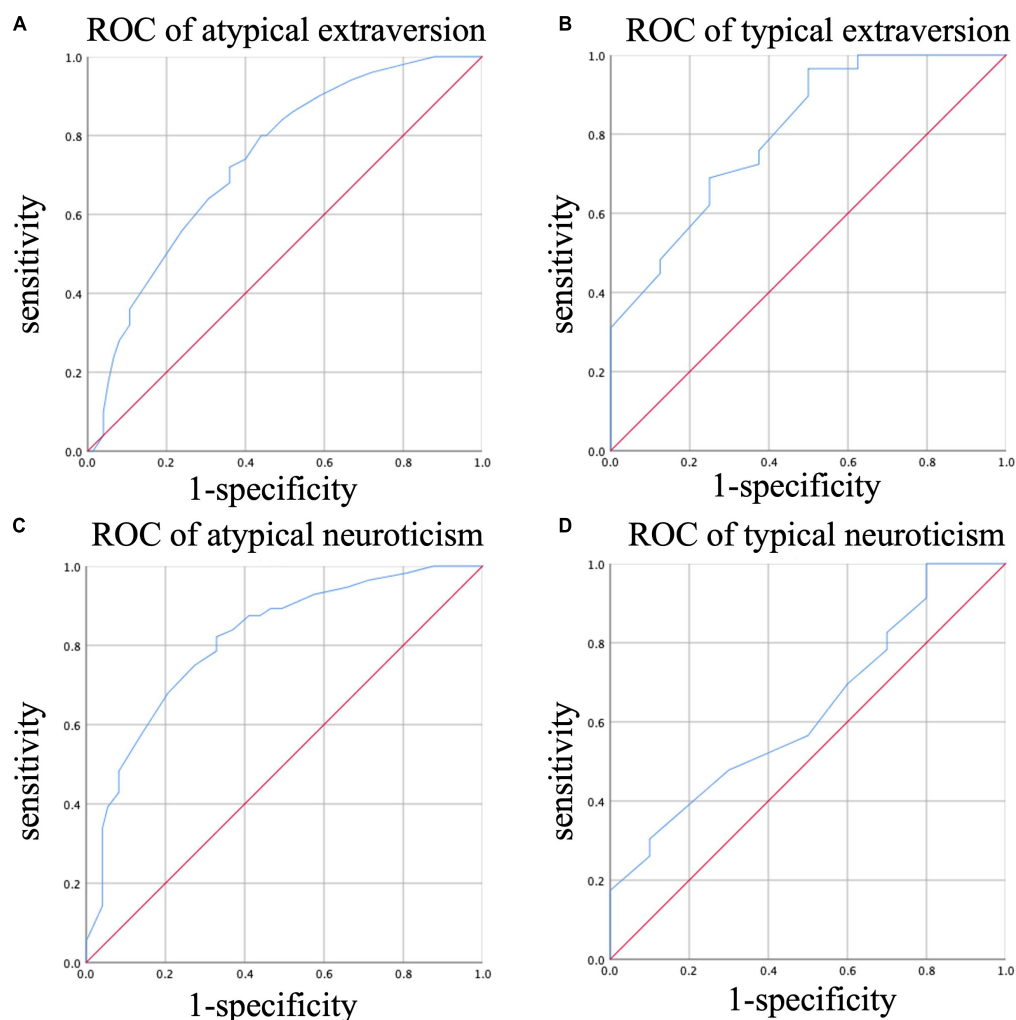 A
ROC of atypical extraversion
1.0
0.8
0.6
0.4
0.2
0.0
sensitivity
0.0 0.2 0.4 0.6 0.8 1.0
1-specificity
B
ROC of typical extraversion
1.0
0.8
0.6
0.4
0.2
0.0
sensitivity
0.0 0.2 0.4 0.6 0.8 1.0
1-specificity
C
ROC of atypical neuroticism
1.0
0.8
0.6
0.4
0.2
0.0
sensitivity
0.0 0.2 0.4 0.6 0.8 1.0
1-specificity
D
ROC of typical neuroticism
1.0
0.8
0.6
0.4
0.2
0.0
sensitivity
0.0 0.2 0.4 0.6 0.8 1.0
1-specificity